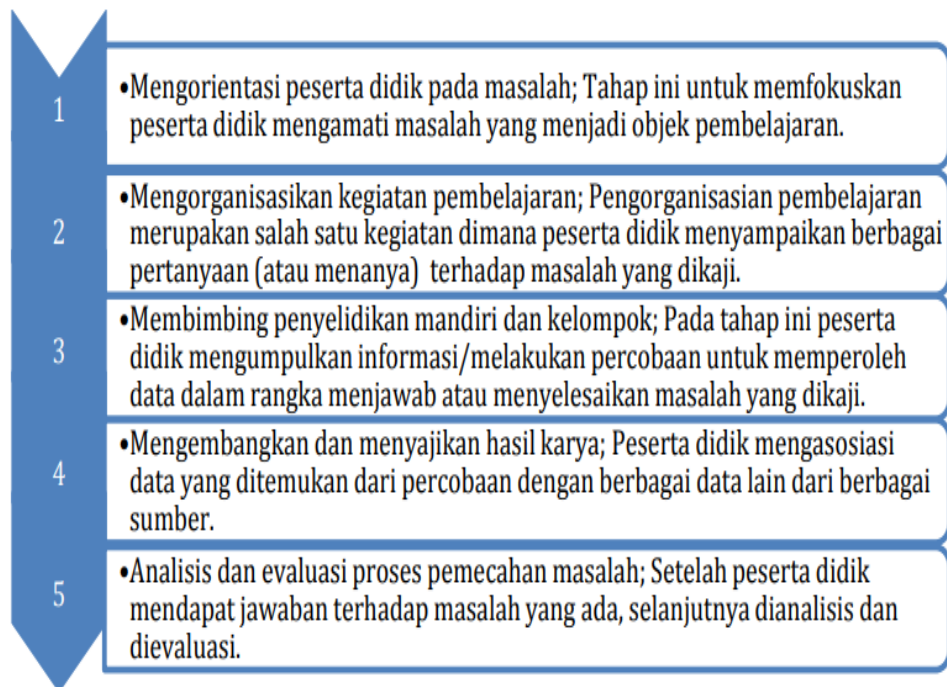 1
•Mengorientasi peserta didik pada masalah; Tahap ini untuk memfokuskan
peserta didik mengamati masalah yang menjadi objek pembelajaran.
2
•Mengorganisasikan kegiatan pembelajaran; Pengorganisasian pembelajaran
merupakan salah satu kegiatan dimana peserta didik menyampaikan berbagai
pertanyaan (atau menanya) terhadap masalah yang dikaji.
3
•Membimbing penyelidikan mandiri dan kelompok; Pada tahap ini peserta
didik mengumpulkan informasi/melakukan percobaan untuk memperoleh
data dalam rangka menjawab atau menyelesaikan masalah yang dikaji.
4
•Mengembangkan dan menyajikan hasil karya; Peserta didik mengasosiasi
data yang ditemukan dari percobaan dengan berbagai data lain dari berbagai
sumber.
5
•Analisis dan evaluasi proses pemecahan masalah; Setelah peserta didik
mendapat jawaban terhadap masalah yang ada, selanjutnya dianalisis dan
dievaluasi.